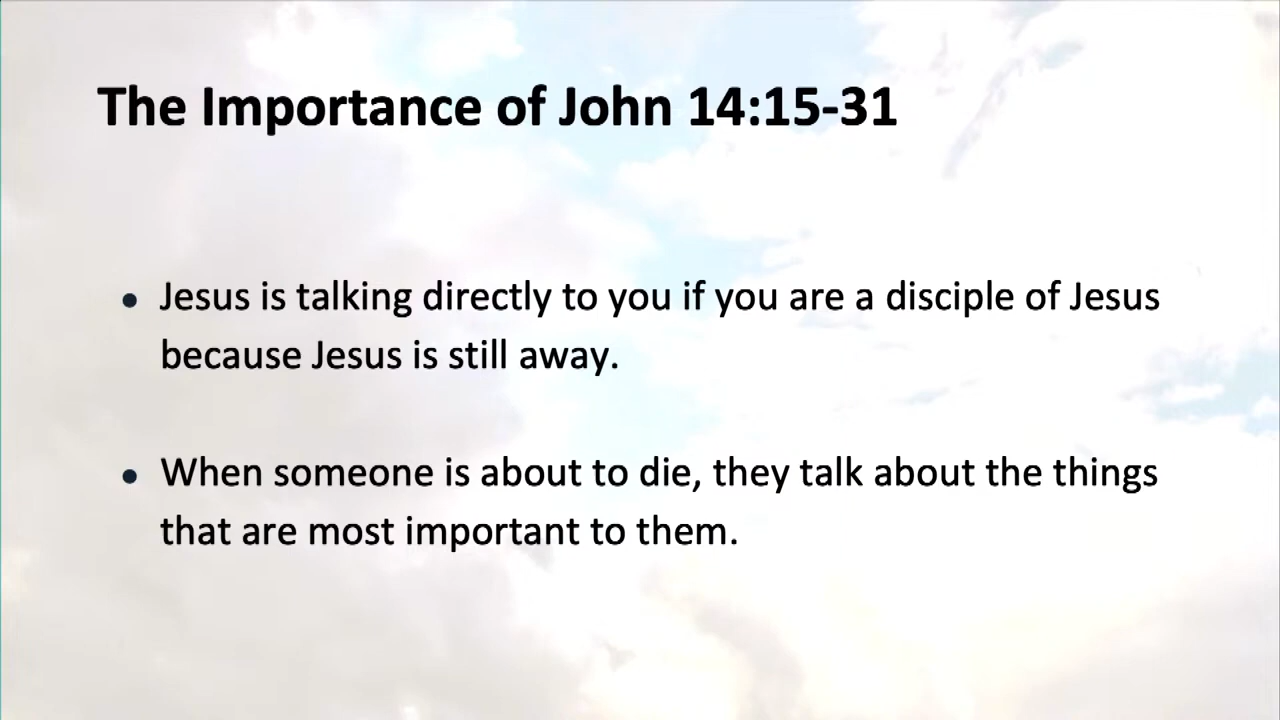 The Importance of John 14:15-31
• Jesus is talking directly to you if you are a disciple of Jesus
because Jesus is still away.
• When someone is about to die, they talk about the things
that are most important to them.